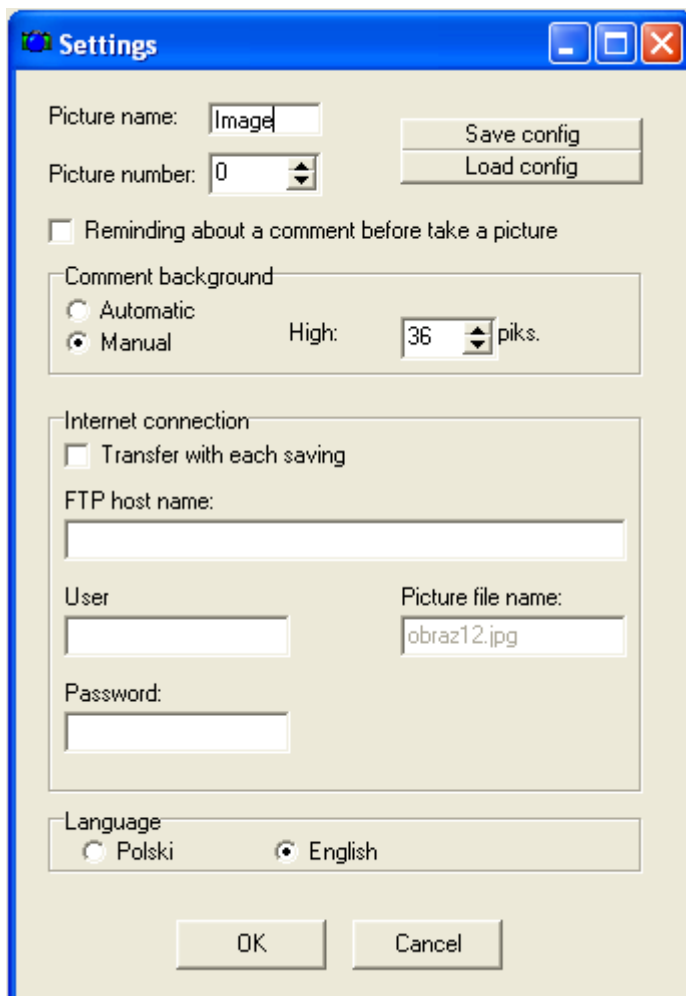 Settings
Picture name: Image
Save config
Picture number: 0
Load config
Reminding about a comment before take a picture
Comment background
Automatic
Manual High: 36 piks.
Internet connection
Transfer with each saving
FTP host name:
User Picture file name:
obraz12.jpg
Password:
Language
Polski English
OK Cancel